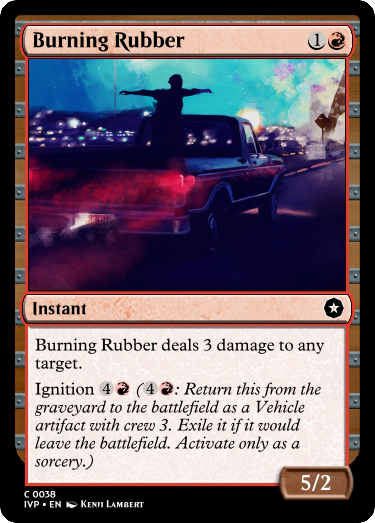 Burning Rubber 1
Instant
Burning Rubber deals 3 damage to any
target.
Ignition 4 (4: Return this from the
graveyard to the battlefield as a Vehicle
artifact with crew 3. Exile it if it would
leave the battlefield. Activate only as a
sorcery.)
5/2
C 0038
IVP • EN Kenji Lambert